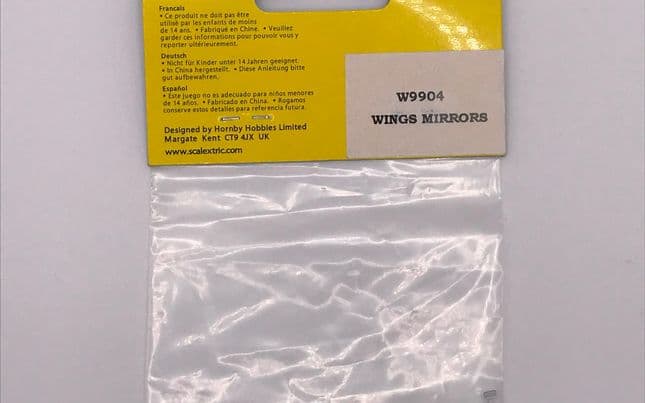 Francais
• Ce produit ne doit pas être
utilisé par les enfants de moins
de 14 ans. • Fabriqué en Chine. • Veuillez
garder ces informations pour pouvoir vous y
reporter ultérieurement.
Deutsch
• Nicht für Kinder unter 14 Jahren geeignet.
• In China hergestellt. • Diese Anleitung bitte
gut aufbewahren.
Español
• Este juego no es adecuado para niños menores
de 14 años. • Fabricado en China. • Rogamos
conserve estos detalles para referencia futura.
Designed by Hornby Hobbies Limited
Margate Kent CT9 4JX UK
www.scalextric.com
W9904
WINGS MIRRORS